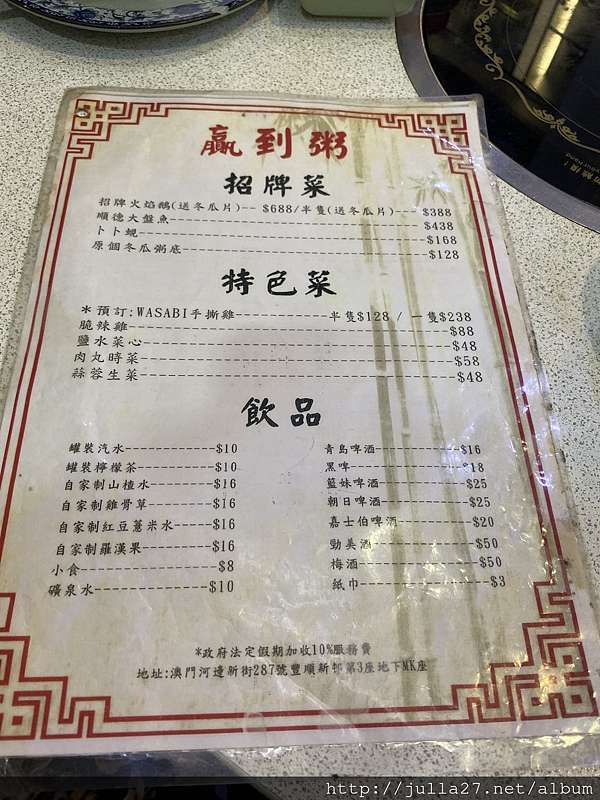 贏到粥
招牌菜
招牌火焰鵝(送冬瓜片)-- $688/半隻(送冬瓜片)--- $388
順德大盤魚------------------------------$438
卜卜蜆------------------------------$168
原個冬瓜粥底------------------------------$128
特色菜
*預訂:WASABI手撕雞------------半隻$128 / 一隻$238
脆辣雞------------------------------$88
鹽水菜心------------------------------$48
肉丸時菜------------------------------$58
蒜蓉生菜------------------------------$48
飲品
罐裝汽水------------$10
罐裝檸檬茶----------$10
自家制山楂水--------$16
自家制雞骨草--------$16
自家制紅豆薏米水-----$16
自家制羅漢果--------$16
小食----------------$8
礦泉水--------------$10
青島啤酒-----------$16
黑啤---------------$18
藍妹啤酒-----------$25
朝日啤酒-----------$25
嘉士伯啤酒---------$20
勁美酒-------------$50
梅酒---------------$50
紙巾---------------$3
*政府法定假期加收10%服務費
地址:澳門河邊新街287號豐順新邨第3座地下MK座
http://julla27.net/album